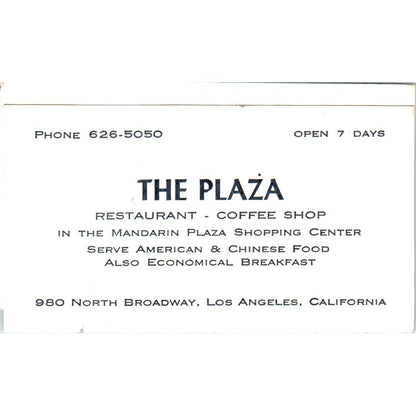 PHONE 626-5050 OPEN 7 DAYS
THE PLAZA
RESTAURANT - COFFEE SHOP
IN THE MANDARIN PLAZA SHOPPING CENTER
SERVE AMERICAN & CHINESE FOOD
ALSO ECONOMICAL BREAKFAST
980 NORTH BROADWAY, LOS ANGELES, CALIFORNIA